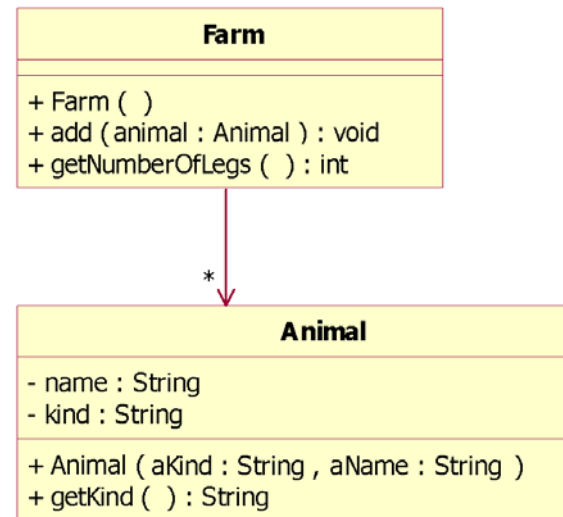 Farm
+ Farm ( )
+ add ( animal : Animal ) : void
+ getNumberOfLegs ( ) : int
*
Animal
- name : String
- kind : String
+ Animal ( aKind : String , aName : String )
+ getKind ( ) : String